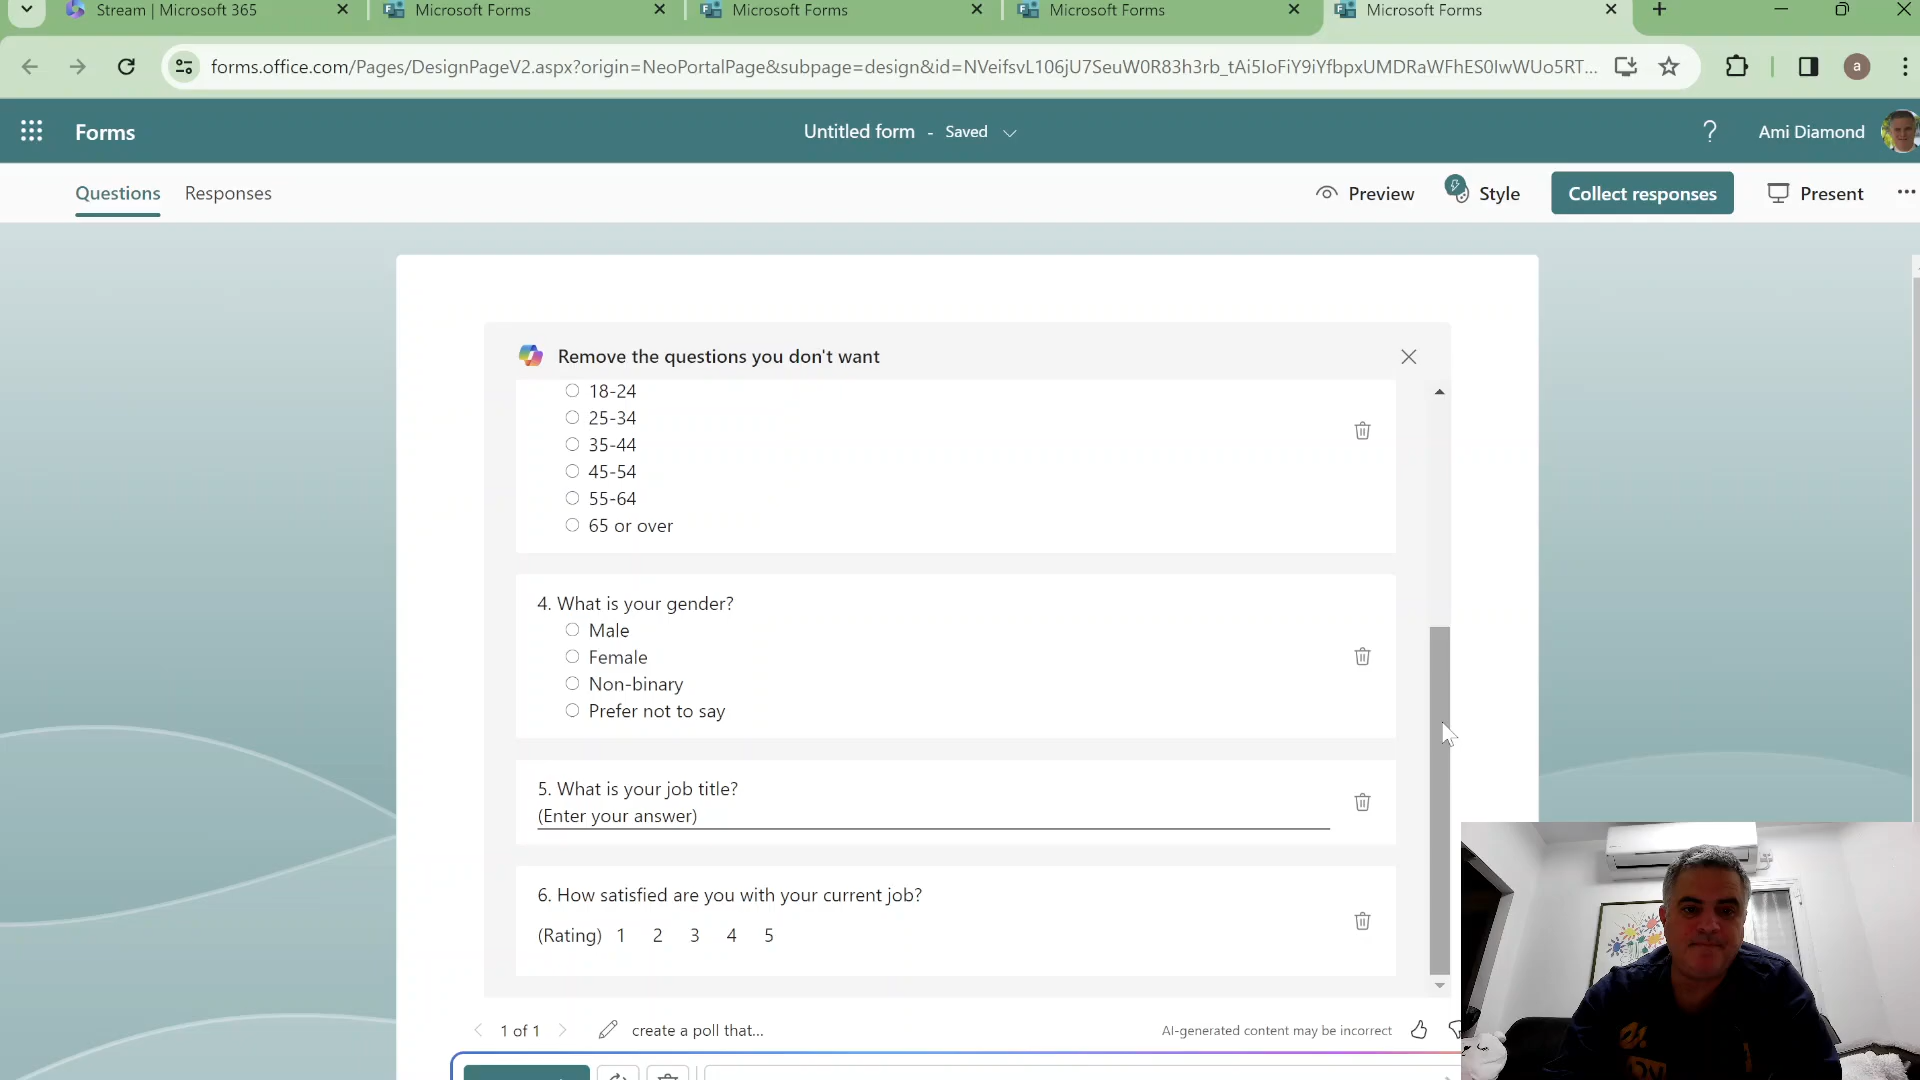 Stream | Microsoft 365
Microsoft Forms
Microsoft Forms
Microsoft Forms
Microsoft Forms
forms.office.com/Pages/DesignPageV2.aspx?origin=NeoPortalPage&subpage=design&id=NVeifsvL106jU7SeuW0R83h3rb_tAi5IoFiY9iYfbpxUMDRaWFhES0IwWUo5RT...
a
Forms
Untitled form - Saved
?
Ami Diamond
Questions
Responses
Preview
Style
Collect responses
Present
Remove the questions you don't want
18-24
25-34
35-44
45-54
55-64
65 or over
4. What is your gender?
Male
Female
Non-binary
Prefer not to say
5. What is your job title?
(Enter your answer)
6. How satisfied are you with your current job?
(Rating) 1 2 3 4 5
1 of 1
create a poll that...
AI-generated content may be incorrect